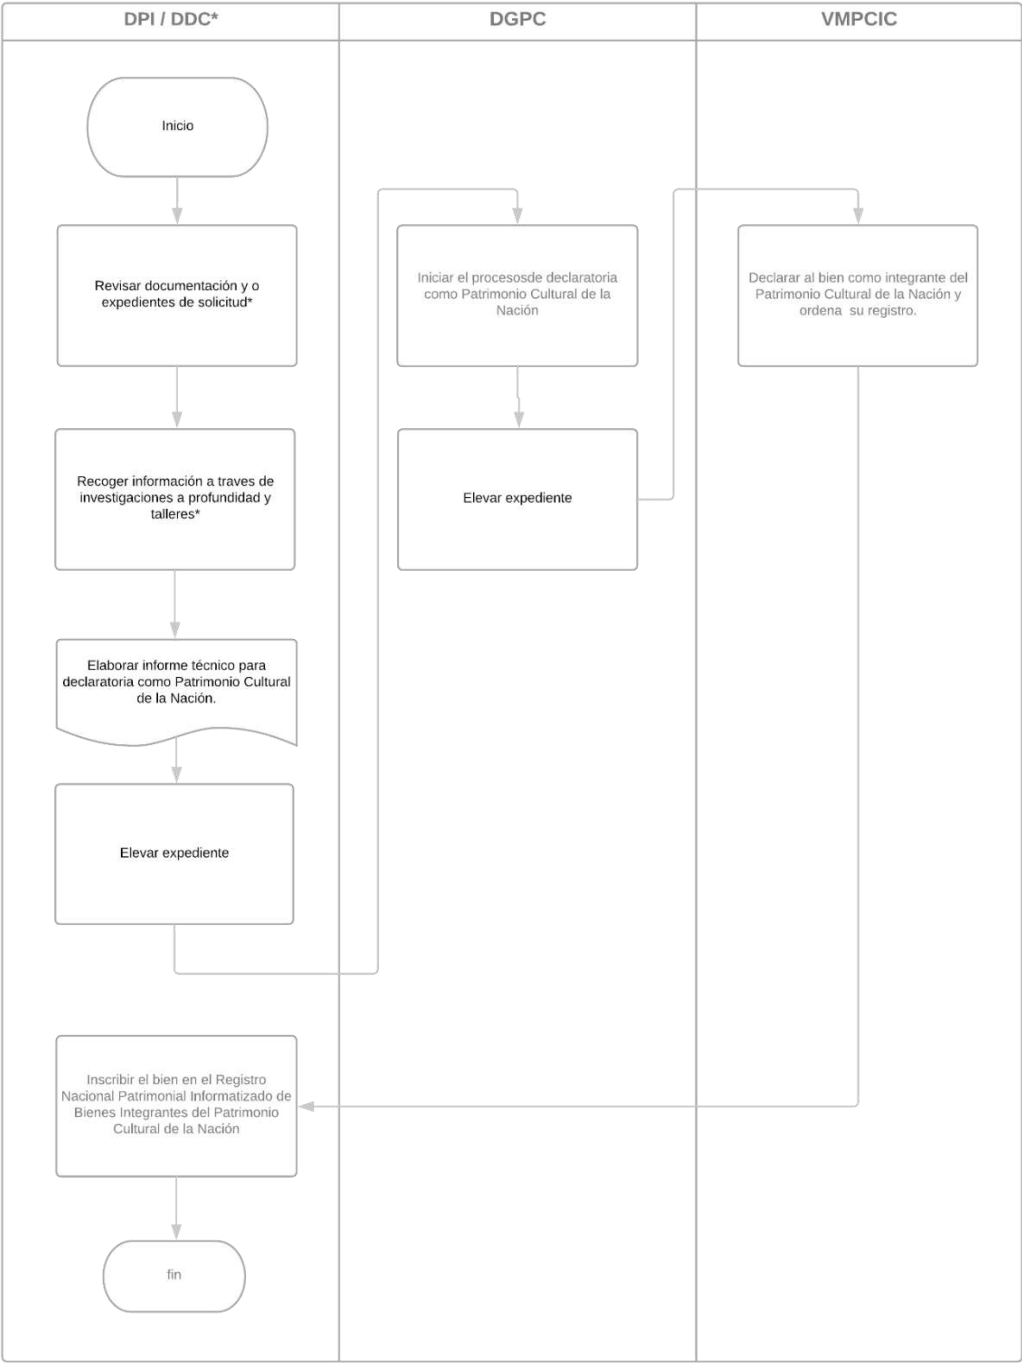 DPI / DDC*
DGPC
VMPCIC
Inicio
Revisar documentación y o
expedientes de solicitud*
Recoger información a traves de
investigaciones a profundidad y
talleres*
Elaborar informe técnico para
declaratoria como Patrimonio Cultural
de la Nación.
Elevar expediente
Iniciar el procesosde declaratoria
como Patrimonio Cultural de la
Nación
Elevar expediente
Declarar al bien como integrante del
Patrimonio Cultural de la Nación y
ordena  su registro.
Inscribir el bien en el Registro
Nacional Patrimonial Informatizado de
Bienes Integrantes del Patrimonio
Cultural de la Nación
fin